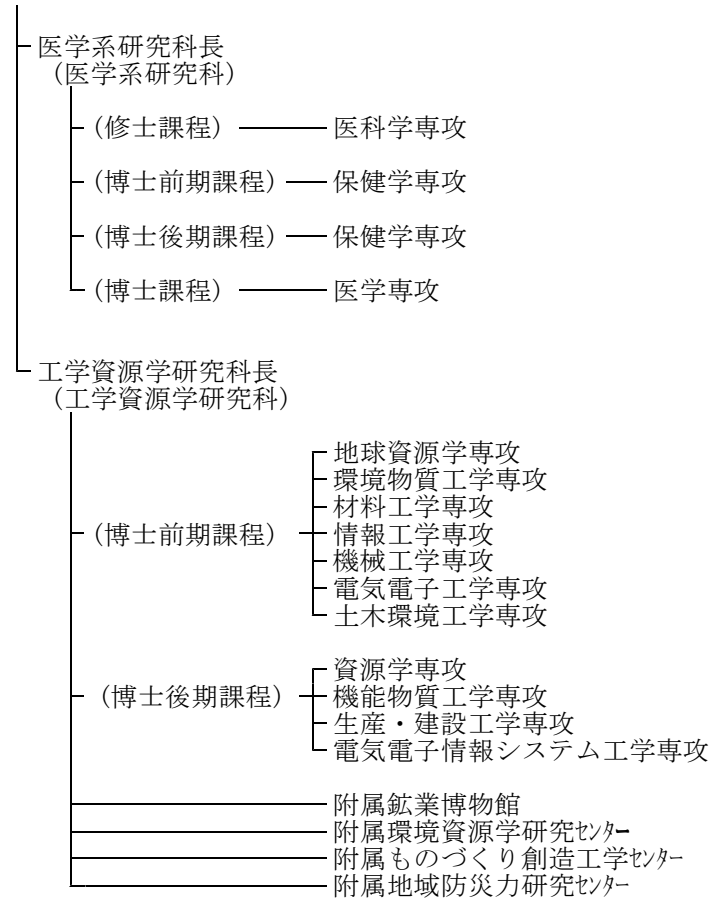 医学系研究科長
(医学系研究科)
(修士課程) 医科学専攻
(博士前期課程) 保健学専攻
(博士後期課程) 保健学専攻
(博士課程) 医学専攻
工学資源学研究科長
(工学資源学研究科)
地球資源学専攻
環境物質工学専攻
材料工学専攻
(博士前期課程) 情報工学専攻
機械工学専攻
電気電子工学専攻
土木環境工学専攻
資源学専攻
(博士後期課程) 機能物質工学専攻
生産・建設工学専攻
電気電子情報システム工学専攻
附属鉱業博物館
附属環境資源学研究ｾﾝﾀｰ
附属ものづくり創造工学ｾﾝﾀｰ
附属地域防災力研究ｾﾝﾀｰ